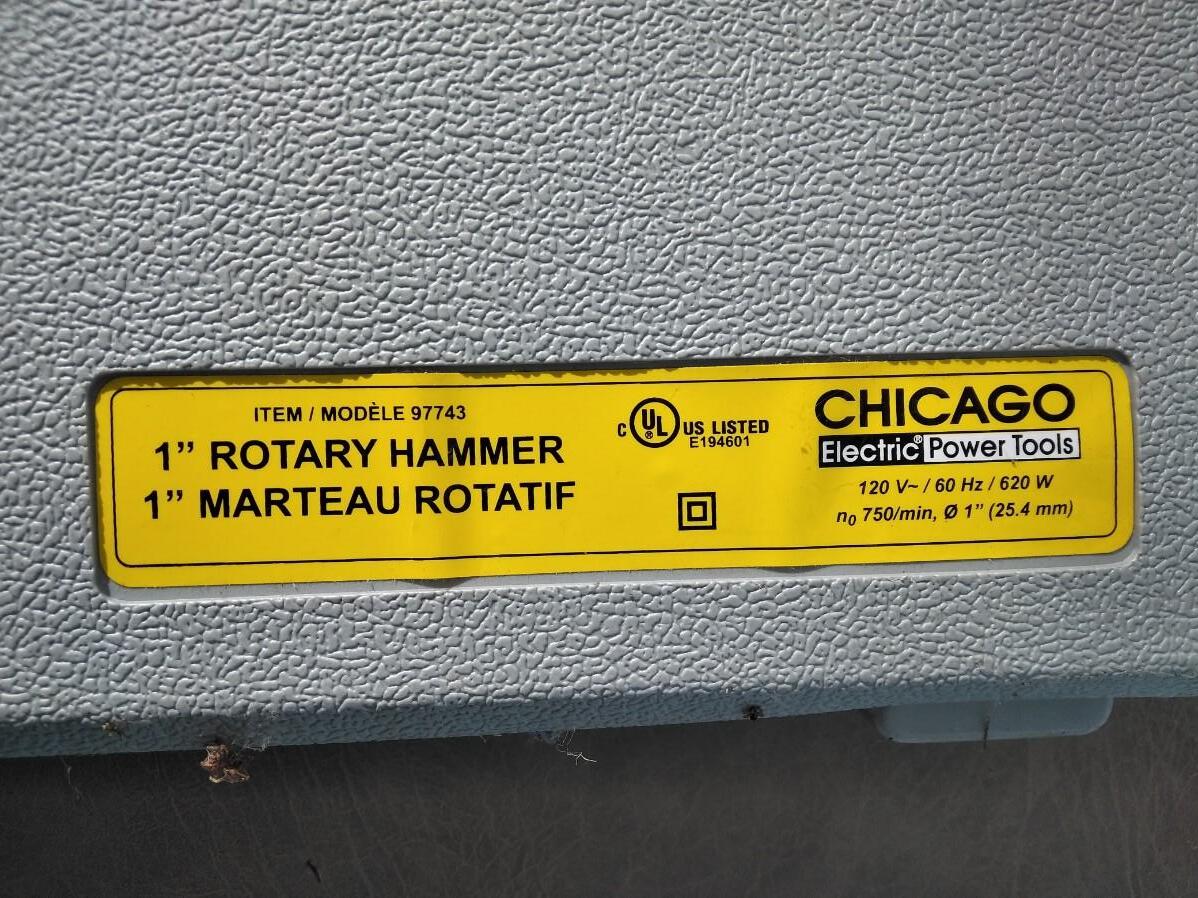 ITEM / MODÈLE 97743
1” ROTARY HAMMER
1” MARTEAU ROTATIF
C UL® US LISTED
E194601
CHICAGO
Electric® Power Tools
120 V~ / 60 Hz / 620 W
n₀ 750/min, Ø 1” (25.4 mm)